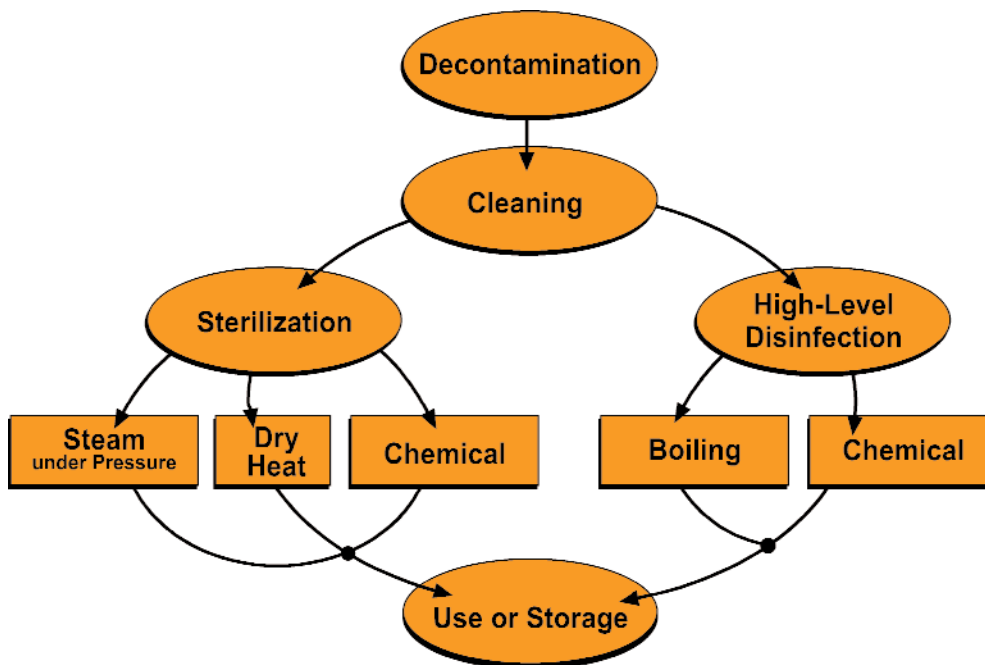 Decontamination
Cleaning
Sterilization
High-Level
Disinfection
Steam
under Pressure
Dry
Heat
Chemical
Boiling
Chemical
Use or Storage